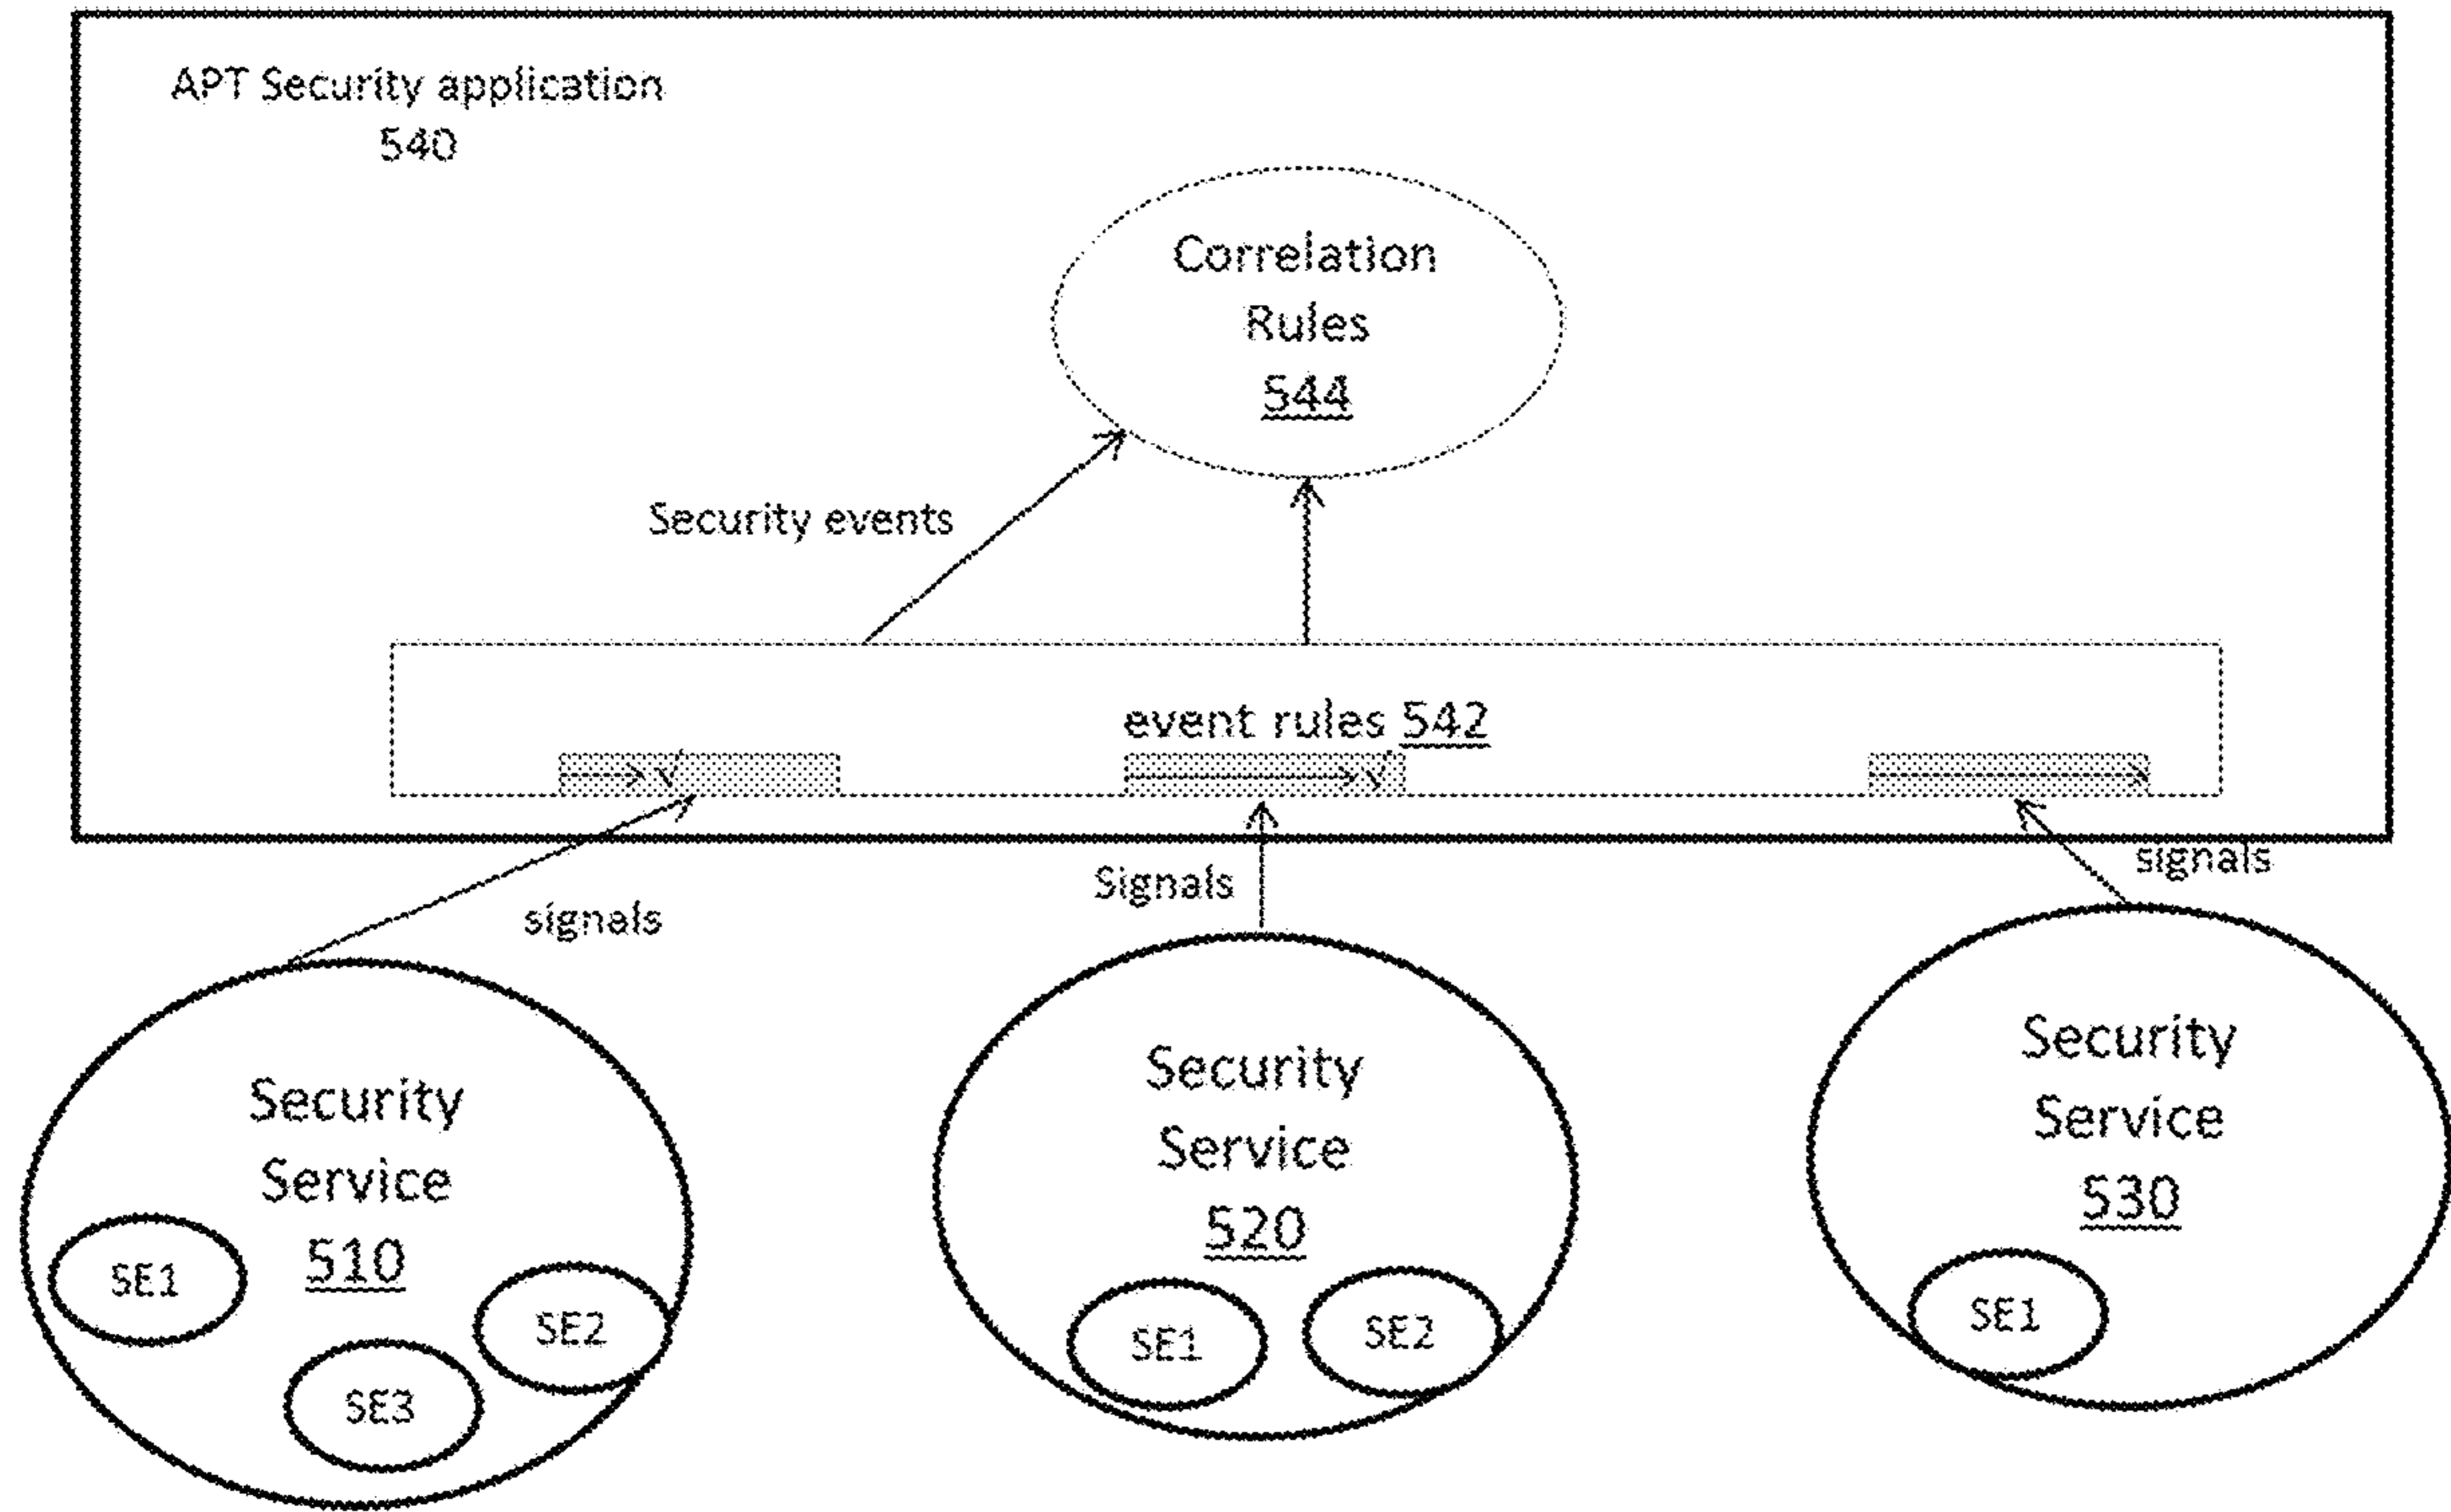 APT Security application
540
Correlation
Rules
544
Security events
event rules 542
√
√
signals
Signals
signals
Security
Service
510
SE1
SE2
SE3
Security
Service
520
SE1
SE2
Security
Service
530
SE1